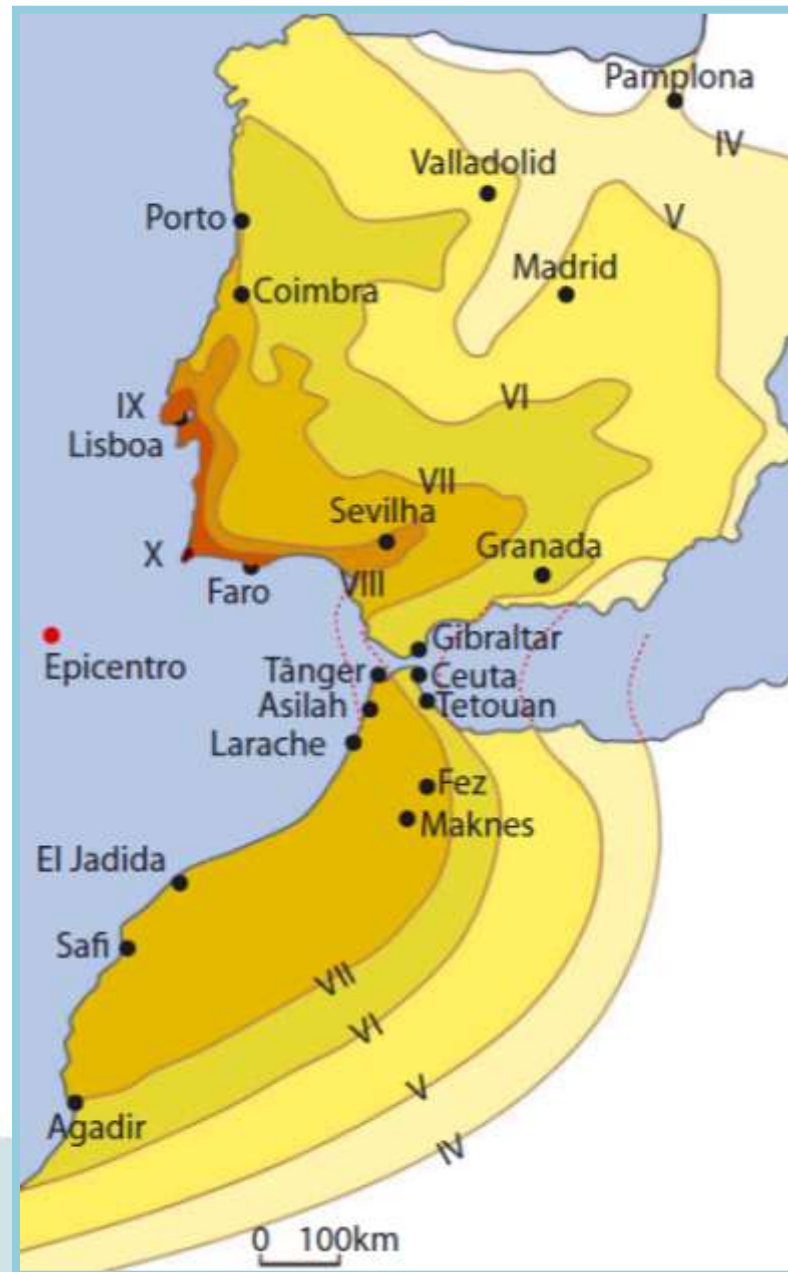 Pamplona
IV
Valladolid
V
Porto
Madrid
Coimbra
VI
IX
Lisboa
VII
Sevilha
X
Granada
Faro
VIII
Gibraltar
Epicentro
Tânger
Ceuta
Asilah
Tetouan
Larache
Fez
Maknes
El Jadida
Safi
VII
VI
V
Agadir
IV
0 100km